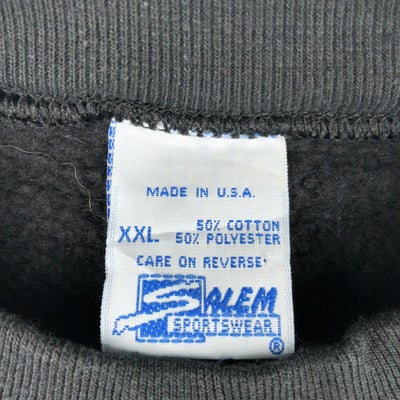 MADE IN U.S.A.
50% COTTON
XXL 50% POLYESTER
CARE ON REVERSE
SALEM
SPORTSWEAR
®